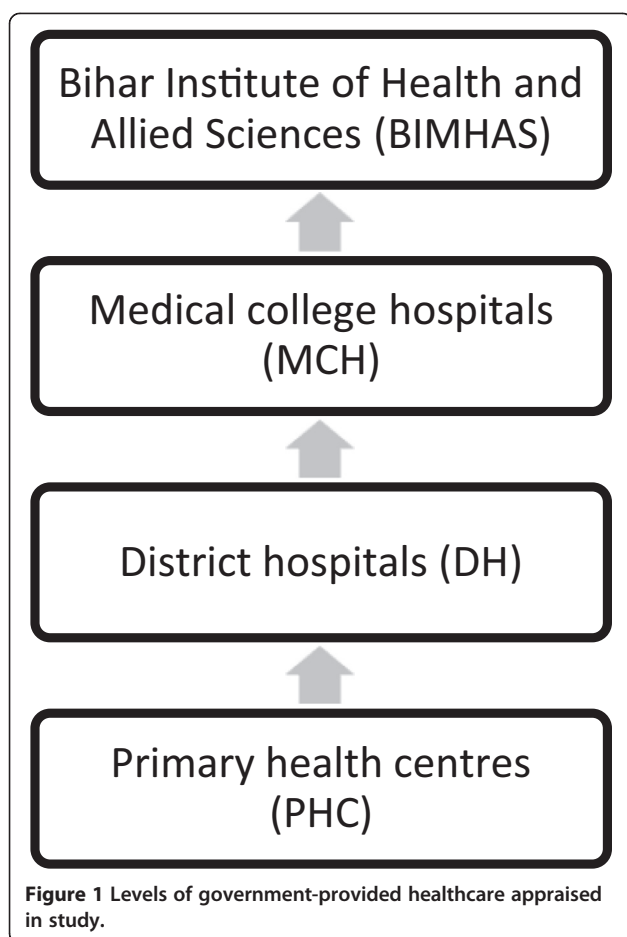 Bihar Institute of Health and
Allied Sciences (BIMHAS)
Medical college hospitals
(MCH)
District hospitals (DH)
Primary health centres
(PHC)
Figure 1 Levels of government-provided healthcare appraised
in study.